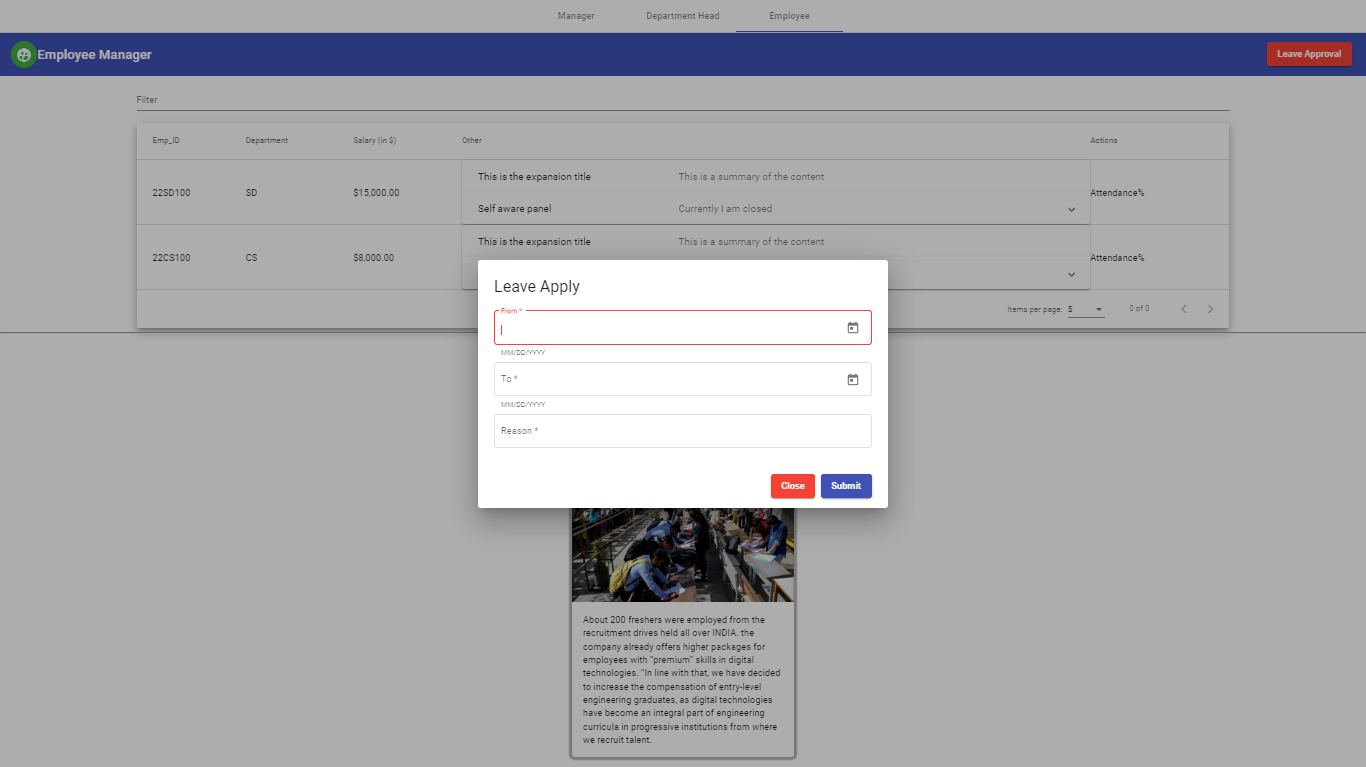 Manager Department Head Employee
Employee Manager Leave Approval
Filter
Emp_ID Department Salary (in $) Other Actions
This is the expansion title This is a summary of the content
22SD100 SD $15,000.00 Attendance%
Self aware panel Currently I am closed
This is the expansion title This is a summary of the content
22CS100 CS $8,000.00 Attendance%
Items per page: 5 0 of 0
Leave Apply
From *
MM/DD/YYYY
To *
MM/DD/YYYY
Reason *
Close Submit
About 200 freshers were employed from the
recruitment drives held all over INDIA. the
company already offers higher packages for
employees with "premium" skills in digital
technologies. "In line with that, we have decided
to increase the compensation of entry-level
engineering graduates, as digital technologies
have become an integral part of engineering
curricula in progressive institutions from where
we recruit talent.